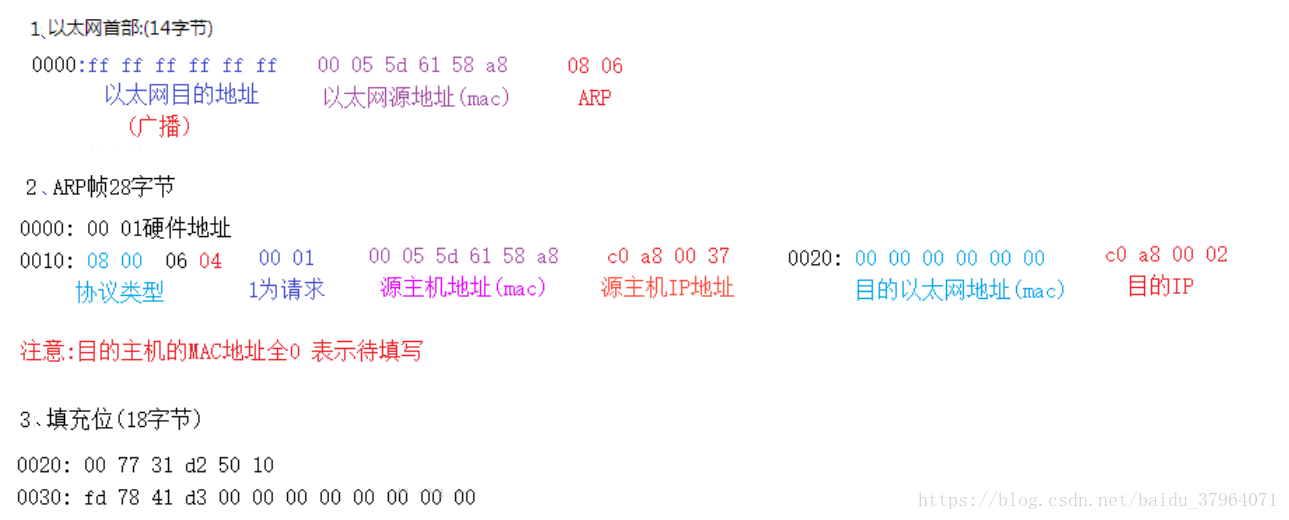 1、以太网首部:(14字节)
0000:ff ff ff ff ff ff 00 05 5d 61 58 a8 08 06
以太网目的地址 以太网源地址(mac) ARP
(广播)
2、ARP帧28字节
0000: 00 01硬件地址
0010: 08 00 06 04 00 01 00 05 5d 61 58 a8 c0 a8 00 37 0020: 00 00 00 00 00 00 c0 a8 00 02
协议类型 1为请求 源主机地址(mac) 源主机IP地址 目的以太网地址(mac) 目的IP
注意:目的主机的MAC地址全0 表示待填写
3、填充位(18字节)
0020: 00 77 31 d2 50 10
0030: fd 78 41 d3 00 00 00 00 00 00 00 00
https://blog.csdn.net/baidu_37964071